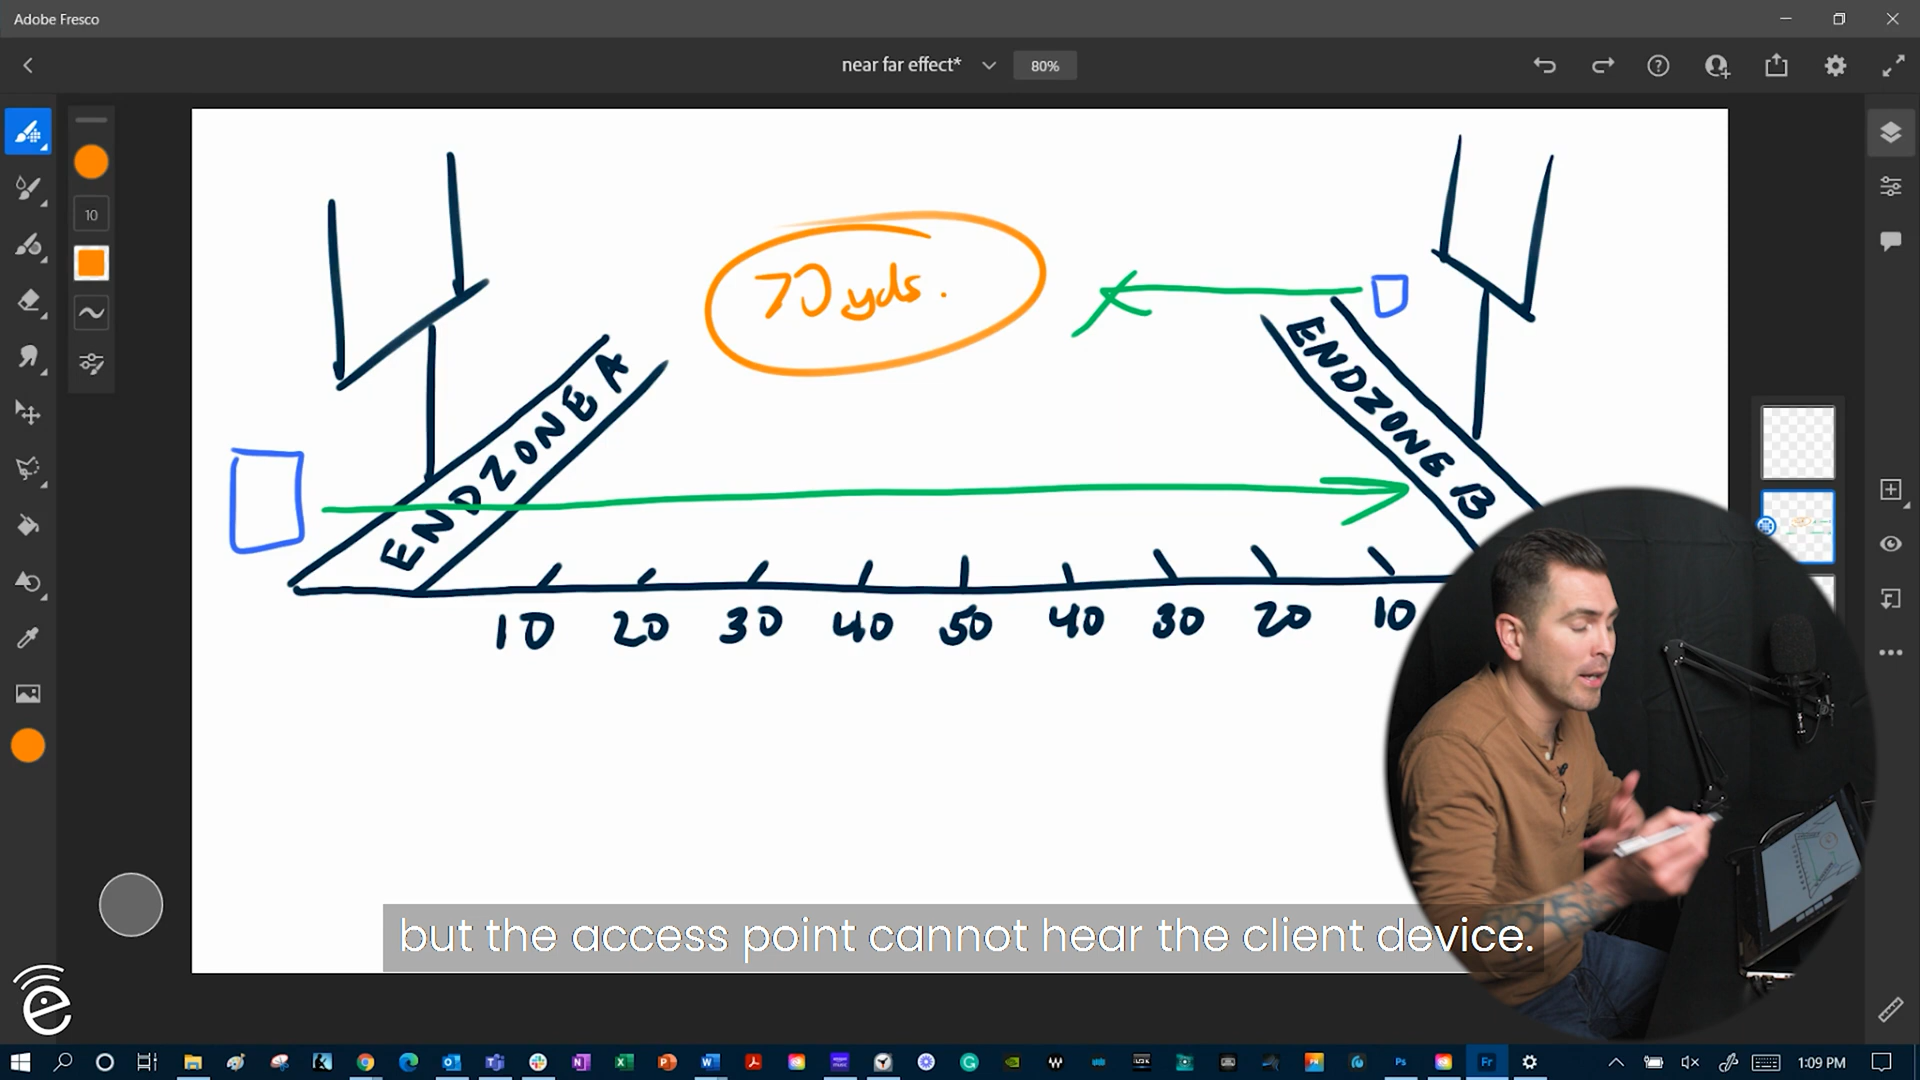 Adobe Fresco
near far effect*
80%
10
70 yds.
ENDZONE A
ENDZONE B
10 20 30 40 50 40 30 20 10
but the access point cannot hear the client device.
1:09 PM